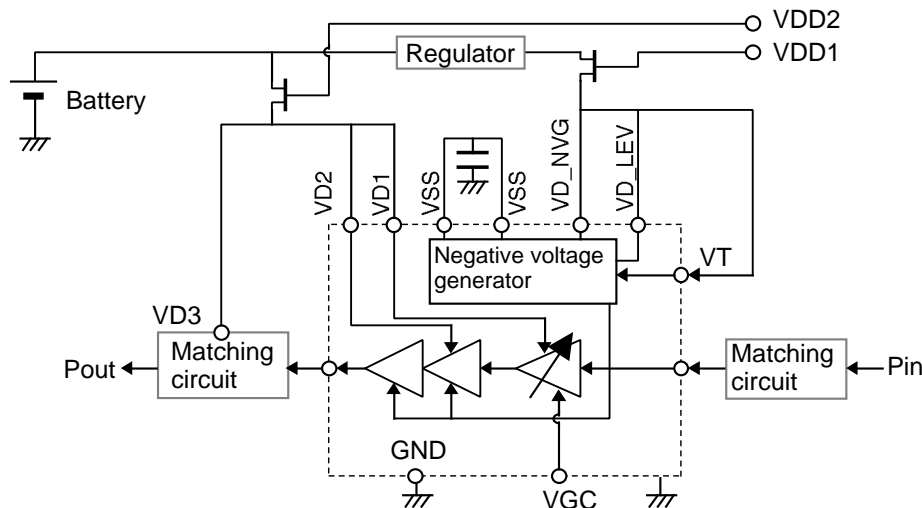 VDD2
Regulator
VDD1
Battery
VD2
VD1
VSS
VSS
VD_NVG
VD_LEV
Negative voltage
generator
VT
VD3
Pout
Matching
circuit
Matching
circuit
Pin
GND
VGC